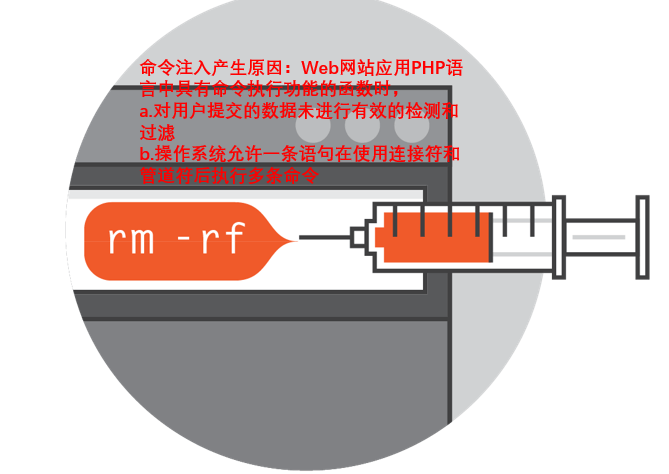 命令注入产生原因：Web网站应用PHP语
言中具有命令执行功能的函数时，
a.对用户提交的数据未进行有效的检测和
过滤
b.操作系统允许一条语句在使用连接符和
管道符后执行多条命令
rm -rf